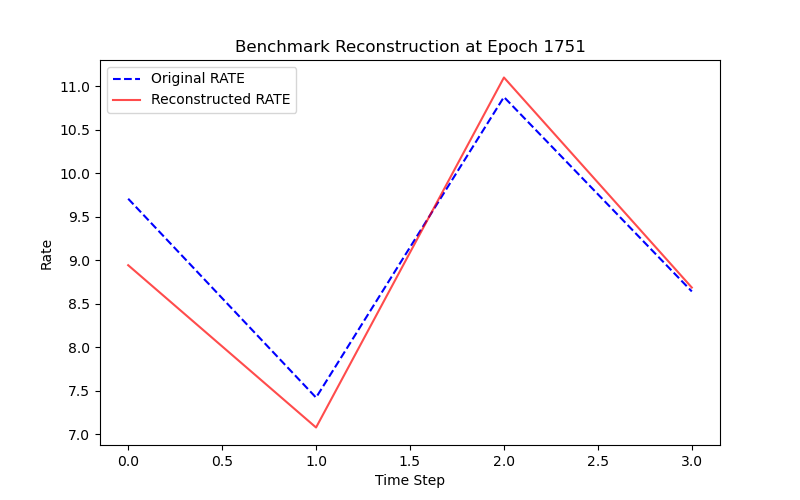 Benchmark Reconstruction at Epoch 1751
Original RATE
Reconstructed RATE
11.0
10.5
10.0
9.5
9.0
8.5
8.0
7.5
7.0
Rate
0.0 0.5 1.0 1.5 2.0 2.5 3.0
Time Step